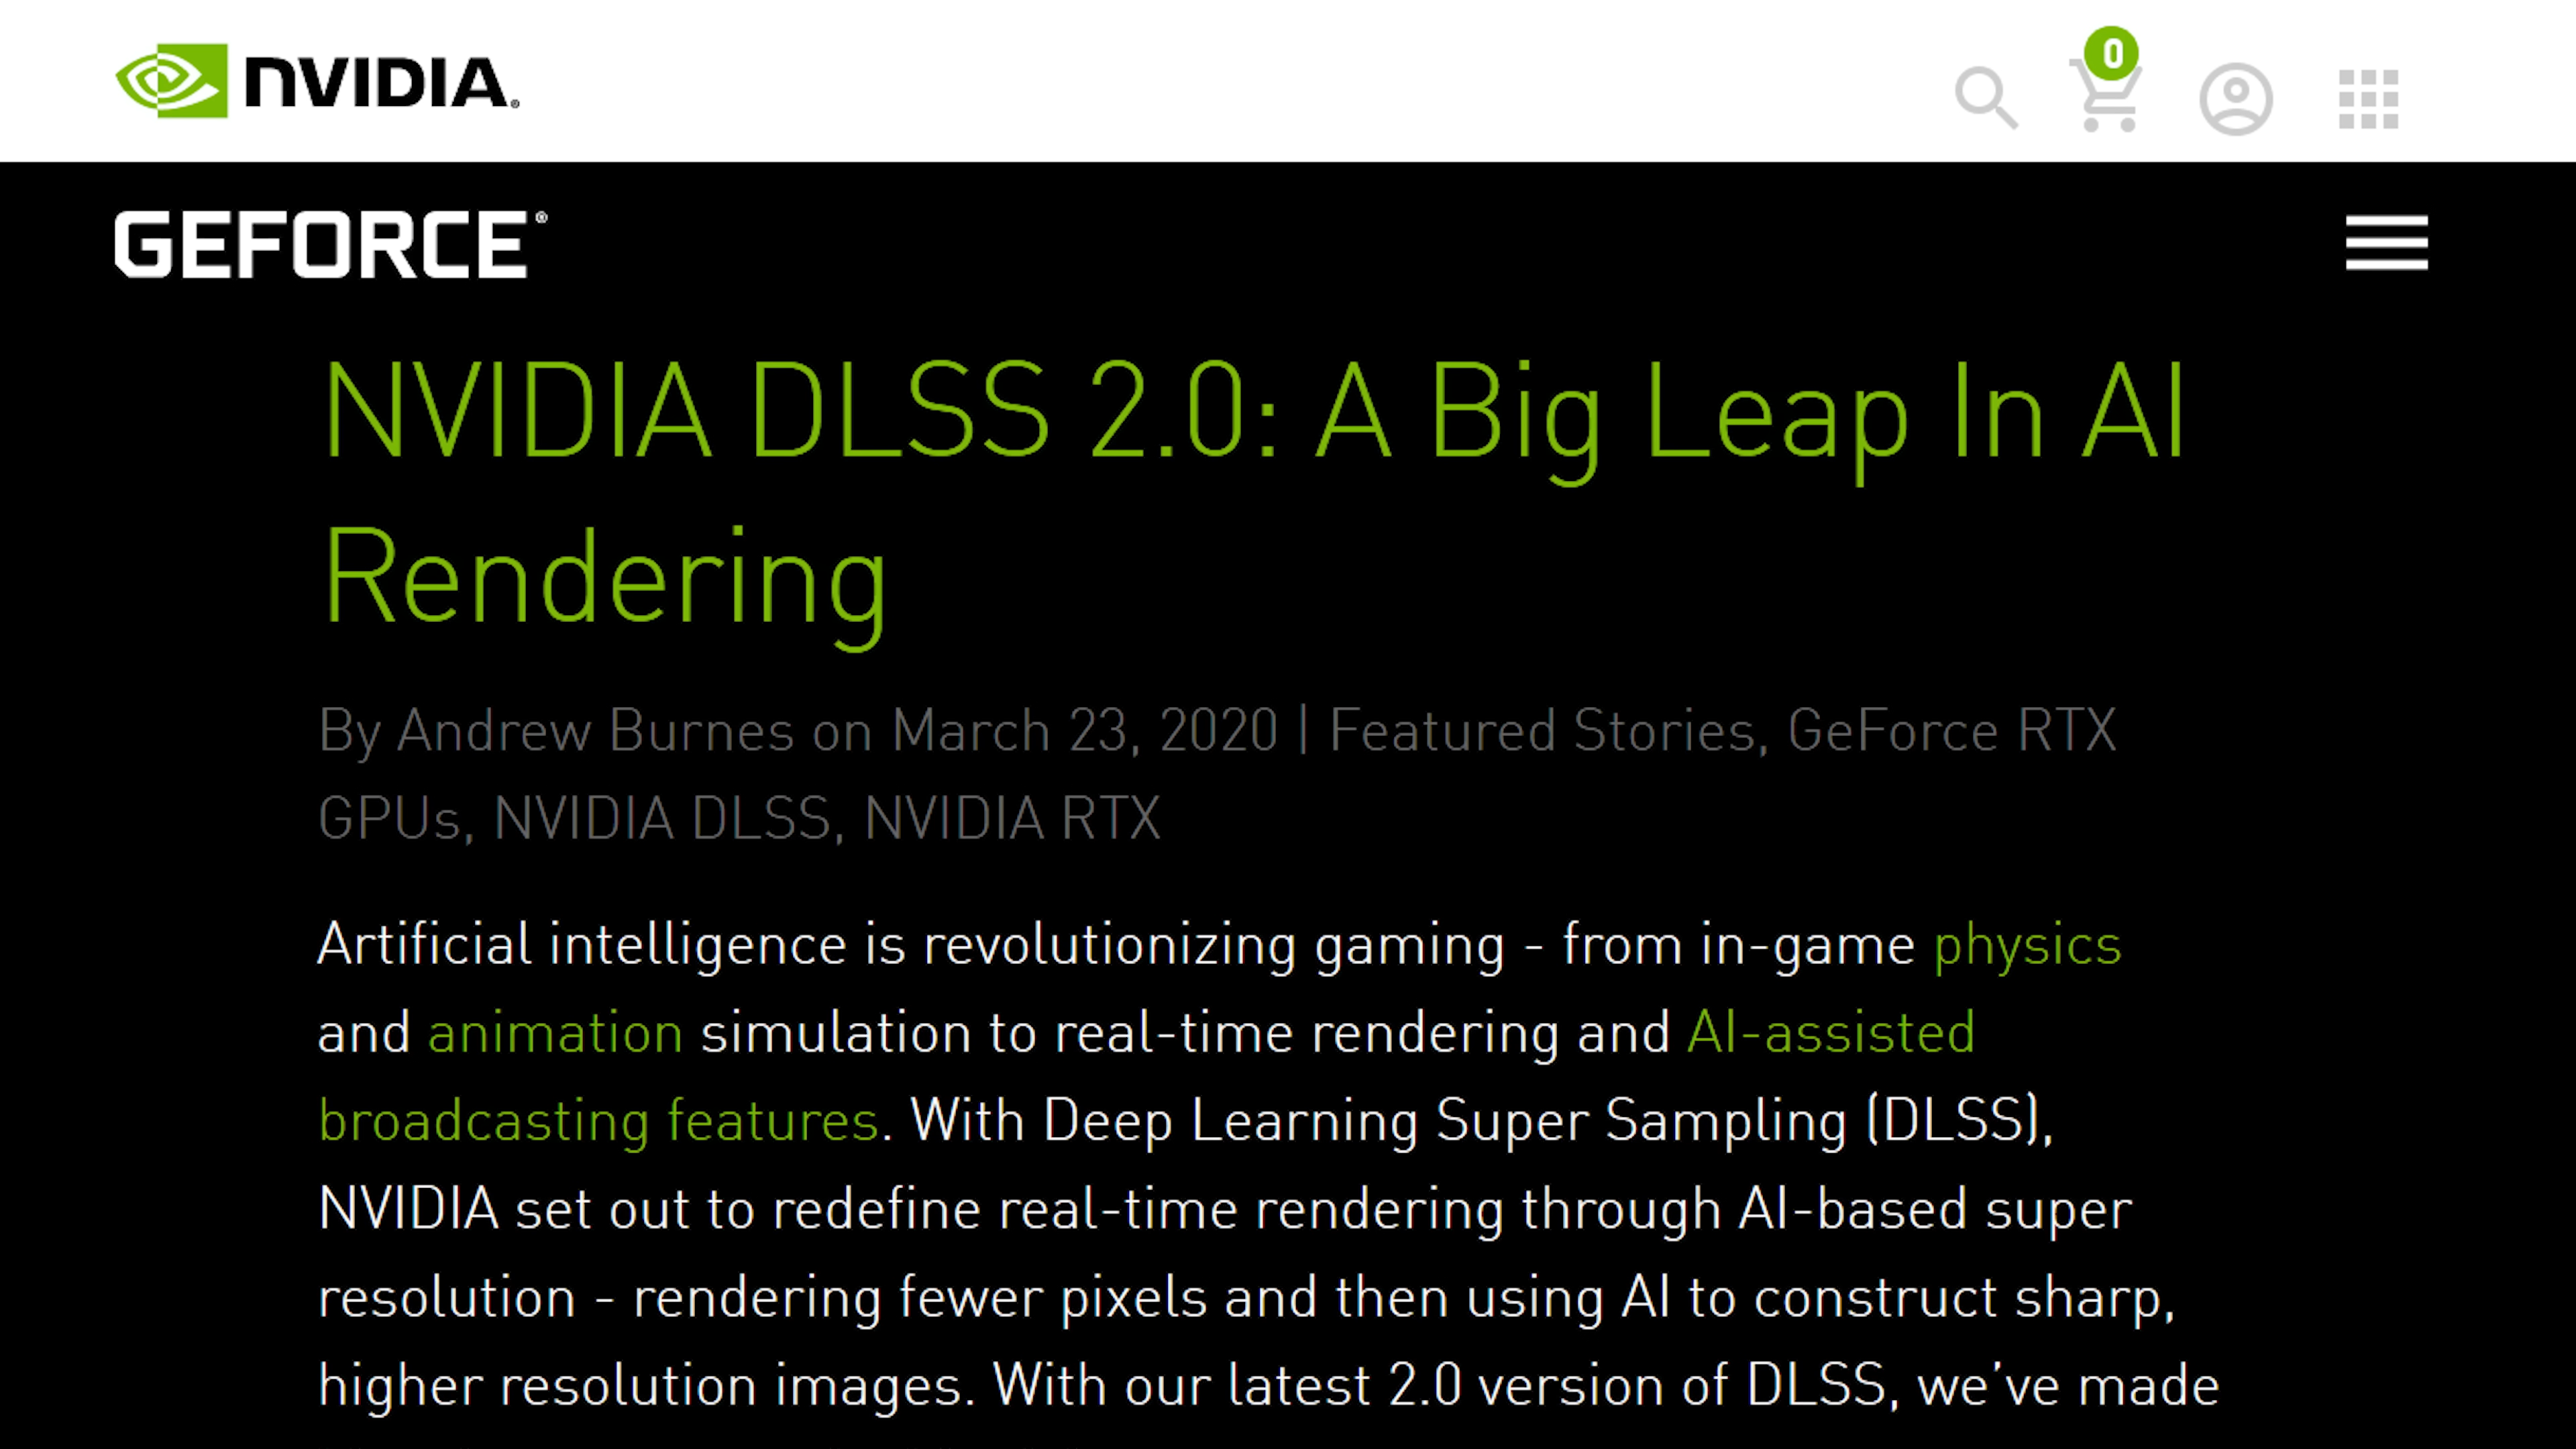 NVIDIA®
0
GEFORCE®
NVIDIA DLSS 2.0: A Big Leap In AI
Rendering
By Andrew Burnes on March 23, 2020 | Featured Stories, GeForce RTX
GPUs, NVIDIA DLSS, NVIDIA RTX
Artificial intelligence is revolutionizing gaming - from in-game physics
and animation simulation to real-time rendering and AI-assisted
broadcasting features. With Deep Learning Super Sampling (DLSS),
NVIDIA set out to redefine real-time rendering through AI-based super
resolution - rendering fewer pixels and then using AI to construct sharp,
higher resolution images. With our latest 2.0 version of DLSS, we’ve made